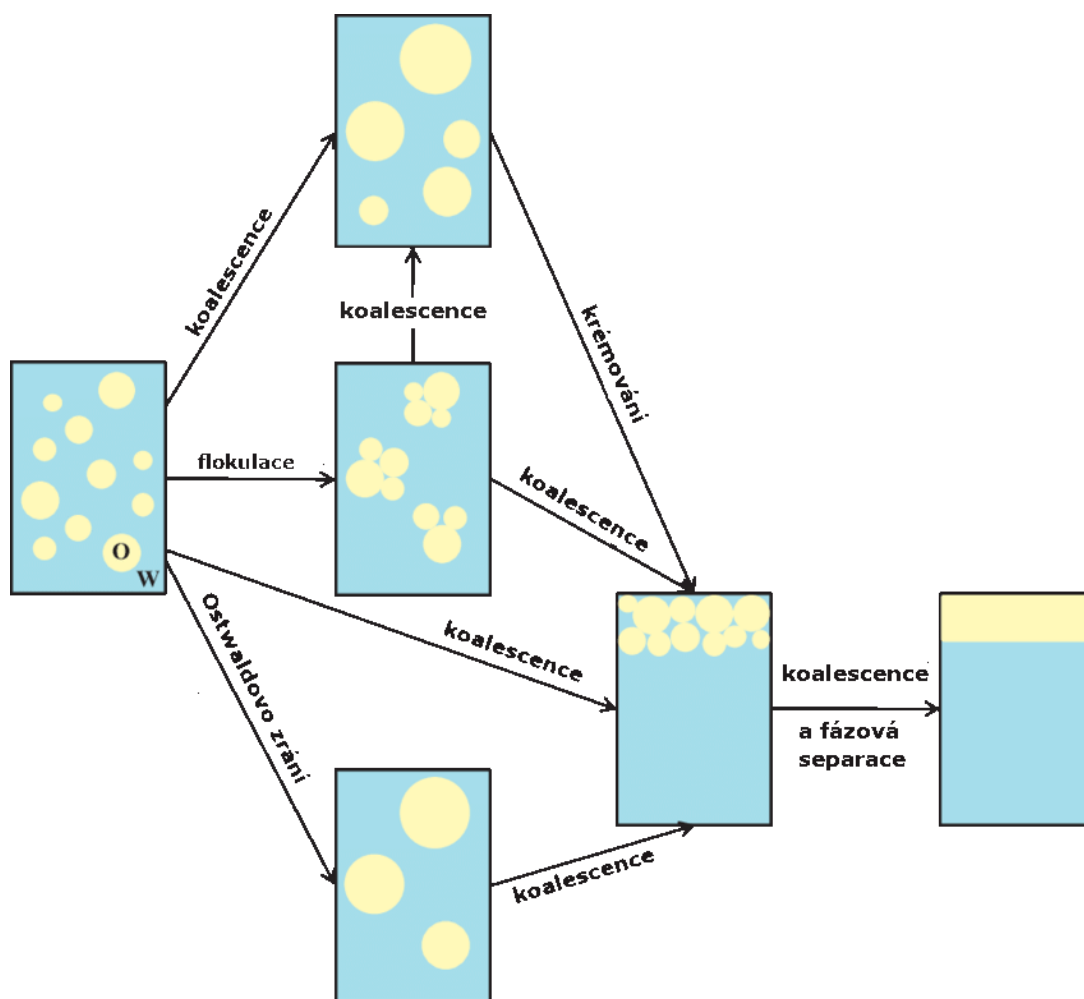 koalescence
koalescence
krémování
flokulace
koalescence
O
W
Ostwaldovo zrání
koalescence
koalescence
a fázová
separace
koalescence